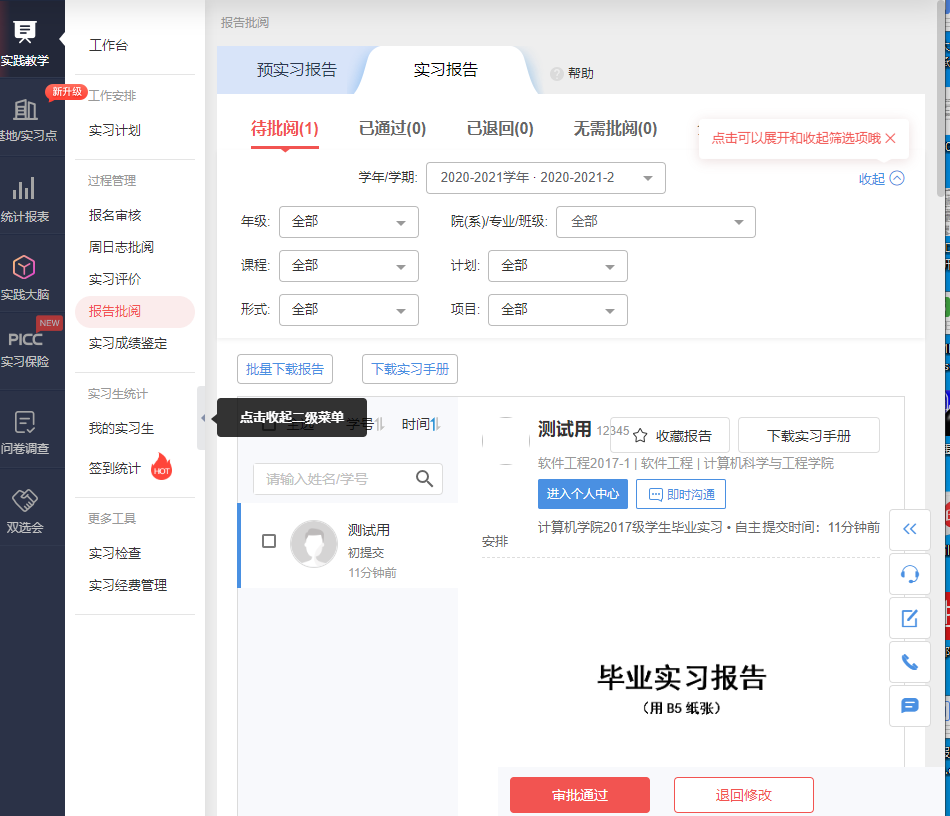 实践教学
新升级
基地/实习点
统计报表
实践大脑
NEW
PICC
实习保险
问卷调查
双选会
工作台
工作安排
实习计划
过程管理
报名审核
周日志批阅
实习评价
报告批阅
实习成绩鉴定
实习生统计
我的实习生
签到统计
HOT
更多工具
实习检查
实习经费管理
报告批阅
预实习报告
实习报告
帮助
待批阅(1)
已通过(0)
已退回(0)
无需批阅(0)
点击可以展开和收起筛选项哦
学年/学期:
2020-2021学年 · 2020-2021-2
收起
年级:
全部
院(系)/专业/班级:
全部
课程:
全部
计划:
全部
形式:
全部
项目:
全部
批量下载报告
下载实习手册
点击收起二级菜单
学号
时间
请输入姓名/学号
测试用
初提交
11分钟前
测试用
12345
收藏报告
下载实习手册
软件工程2017-1 | 软件工程 | 计算机科学与工程学院
进入个人中心
即时沟通
计算机学院2017级学生毕业实习 • 自主
提交时间：11分钟前
安排
毕业实习报告
（用 B5 纸张）
审批通过
退回修改